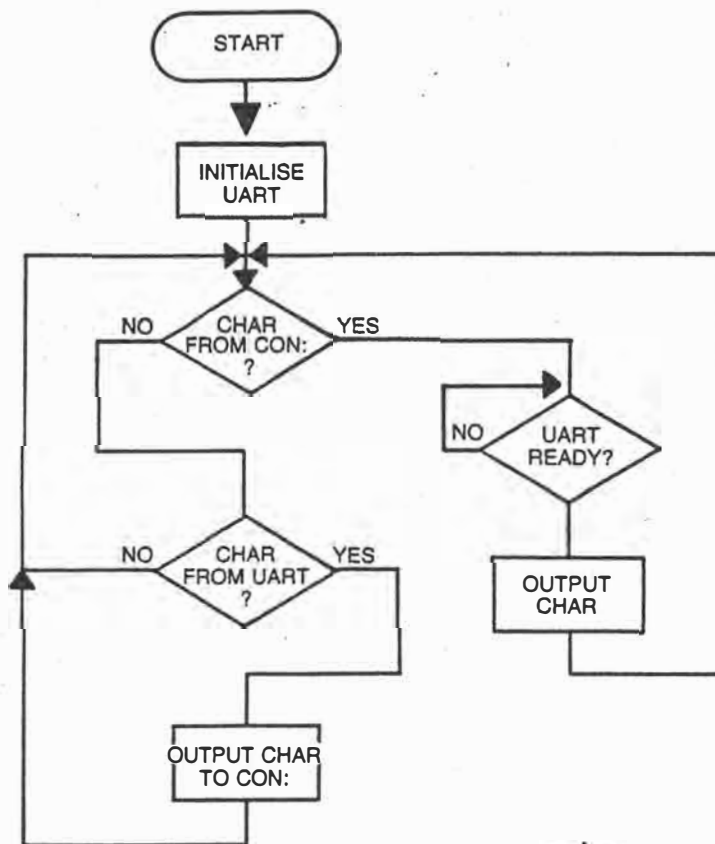 START
INITIALISE
UART
NO
CHAR
FROM CON:
?
YES
NO
UART
READY?
NO
CHAR
FROM UART
?
YES
OUTPUT
CHAR
OUTPUT CHAR
TO CON: